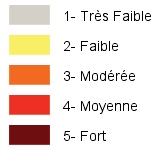 1- Très Faible
2- Faible
3- Modérée
4- Moyenne
5- Fort